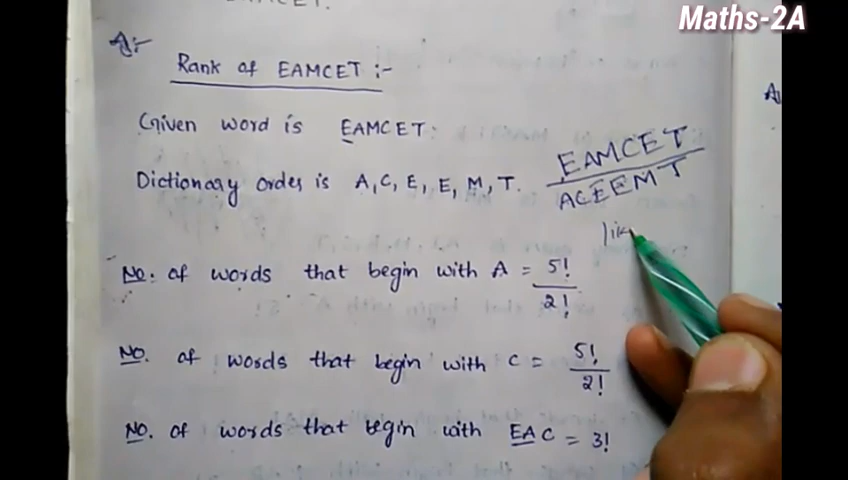 Maths-2A
A:-
Rank of EAMCET :-
Given word is EAMCET:
Dictionary order is A, C, E, E, M, T.
EAMCET
ACEEMT
lik
No. of words that begin with A = 5!/2!
No. of words that begin with C = 5!/2!
No. of words that begin with EAC = 3!